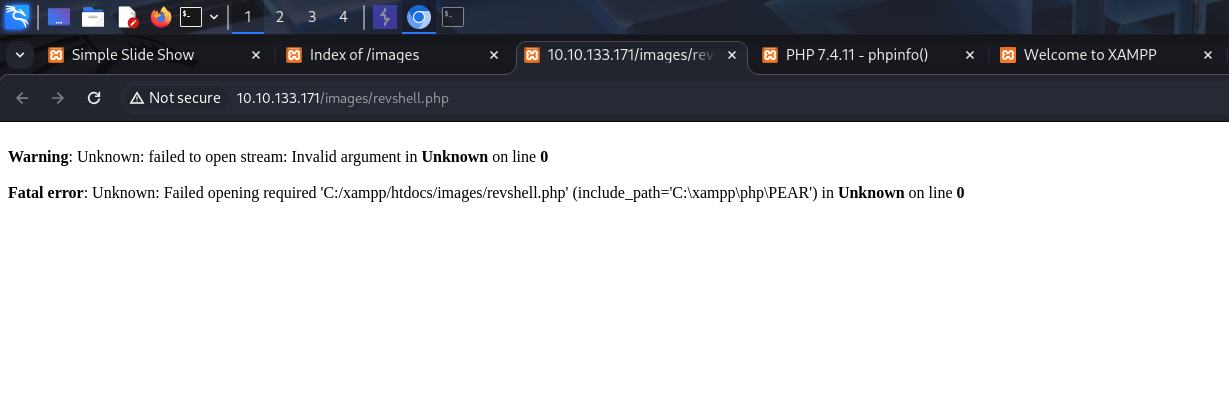 1 2 3 4
Simple Slide Show Index of /images 10.10.133.171/images/rev PHP 7.4.11 - phpinfo() Welcome to XAMPP
Not secure 10.10.133.171/images/revshell.php
Warning: Unknown: failed to open stream: Invalid argument in Unknown on line 0
Fatal error: Unknown: Failed opening required 'C:/xampp/htdocs/images/revshell.php' (include_path='C:\xampp\php\PEAR') in Unknown on line 0